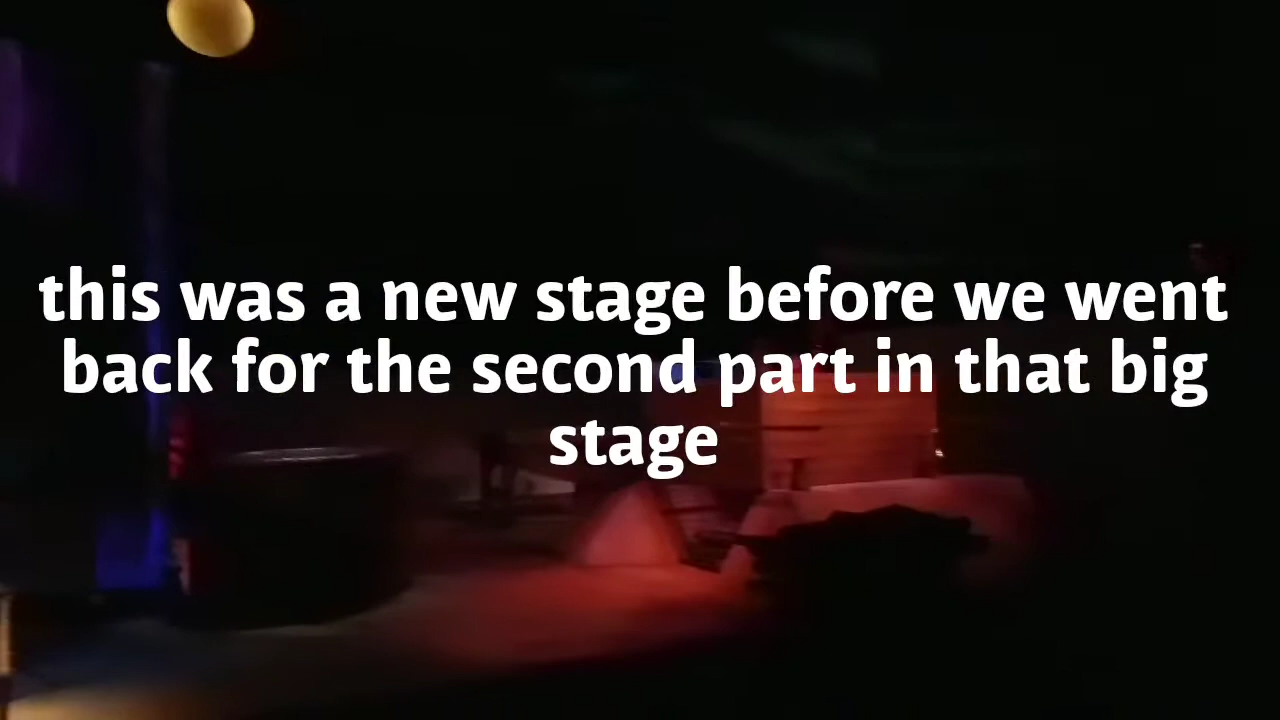 this was a new stage before we went
back for the second part in that big
stage